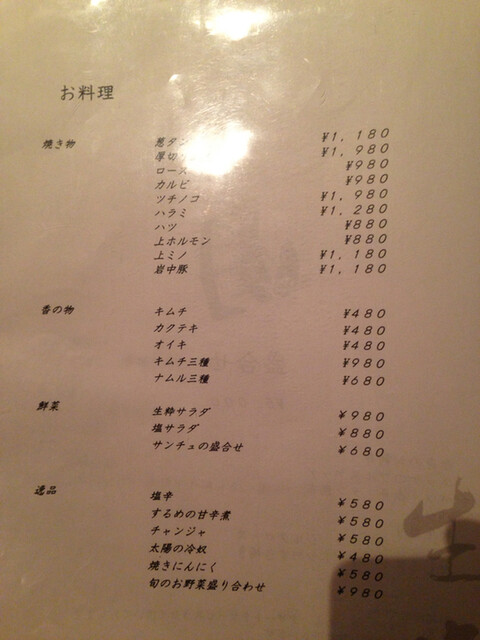 お料理
焼き物 葱タン ¥1,180
厚切 ¥1,980
ロース ¥980
カルビ ¥980
ツチノコ ¥1,980
ハラミ ¥1,280
ハツ ¥880
上ホルモン ¥880
上ミノ ¥1,180
岩中豚 ¥1,180
香の物 キムチ ¥480
カクテキ ¥480
オイキ ¥480
キムチ三種 ¥980
ナムル三種 ¥680
鮮菜 生粋サラダ ¥980
塩サラダ ¥880
サンチュの盛合せ ¥680
逸品 塩辛 ¥580
するめの甘辛煮 ¥580
チャンジャ ¥580
太陽の冷奴 ¥480
焼きにんにく ¥580
旬のお野菜盛り合わせ ¥980
生